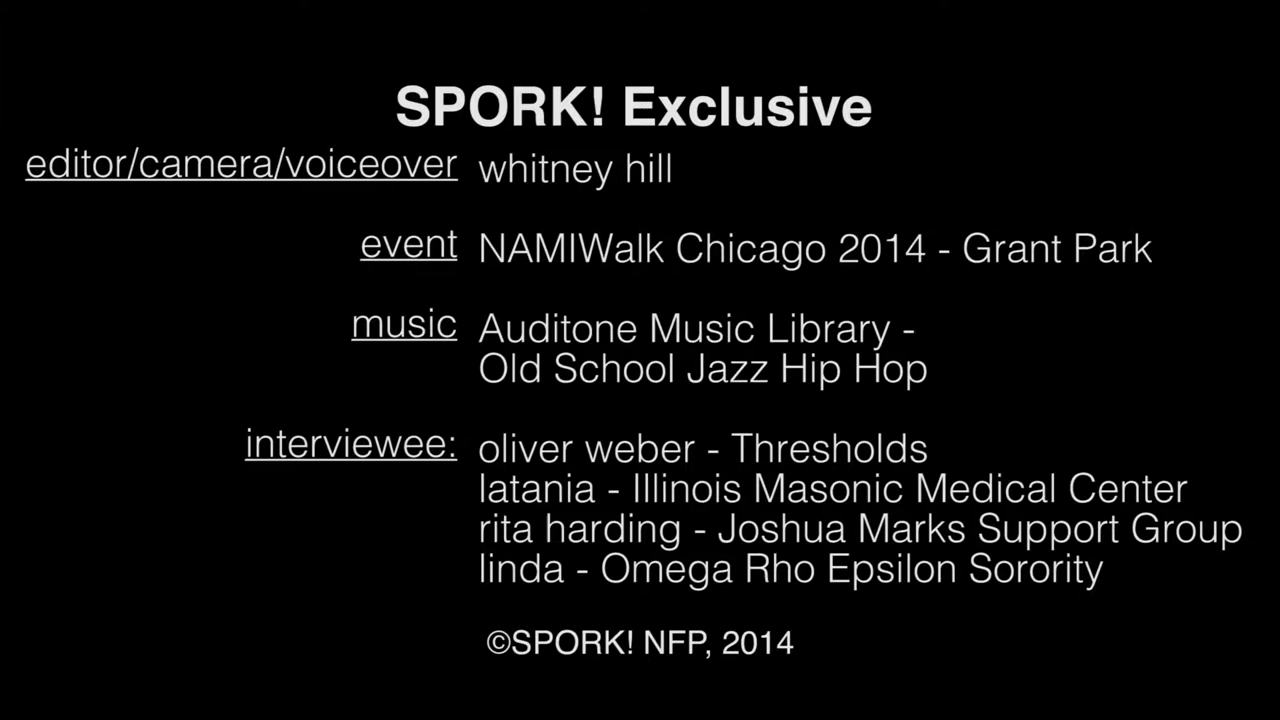 SPORK! Exclusive
editor/camera/voiceover whitney hill
event NAMIWalk Chicago 2014 - Grant Park
music Auditone Music Library -
Old School Jazz Hip Hop
interviewee: oliver weber - Thresholds
latania - Illinois Masonic Medical Center
rita harding - Joshua Marks Support Group
linda - Omega Rho Epsilon Sorority
©SPORK! NFP, 2014